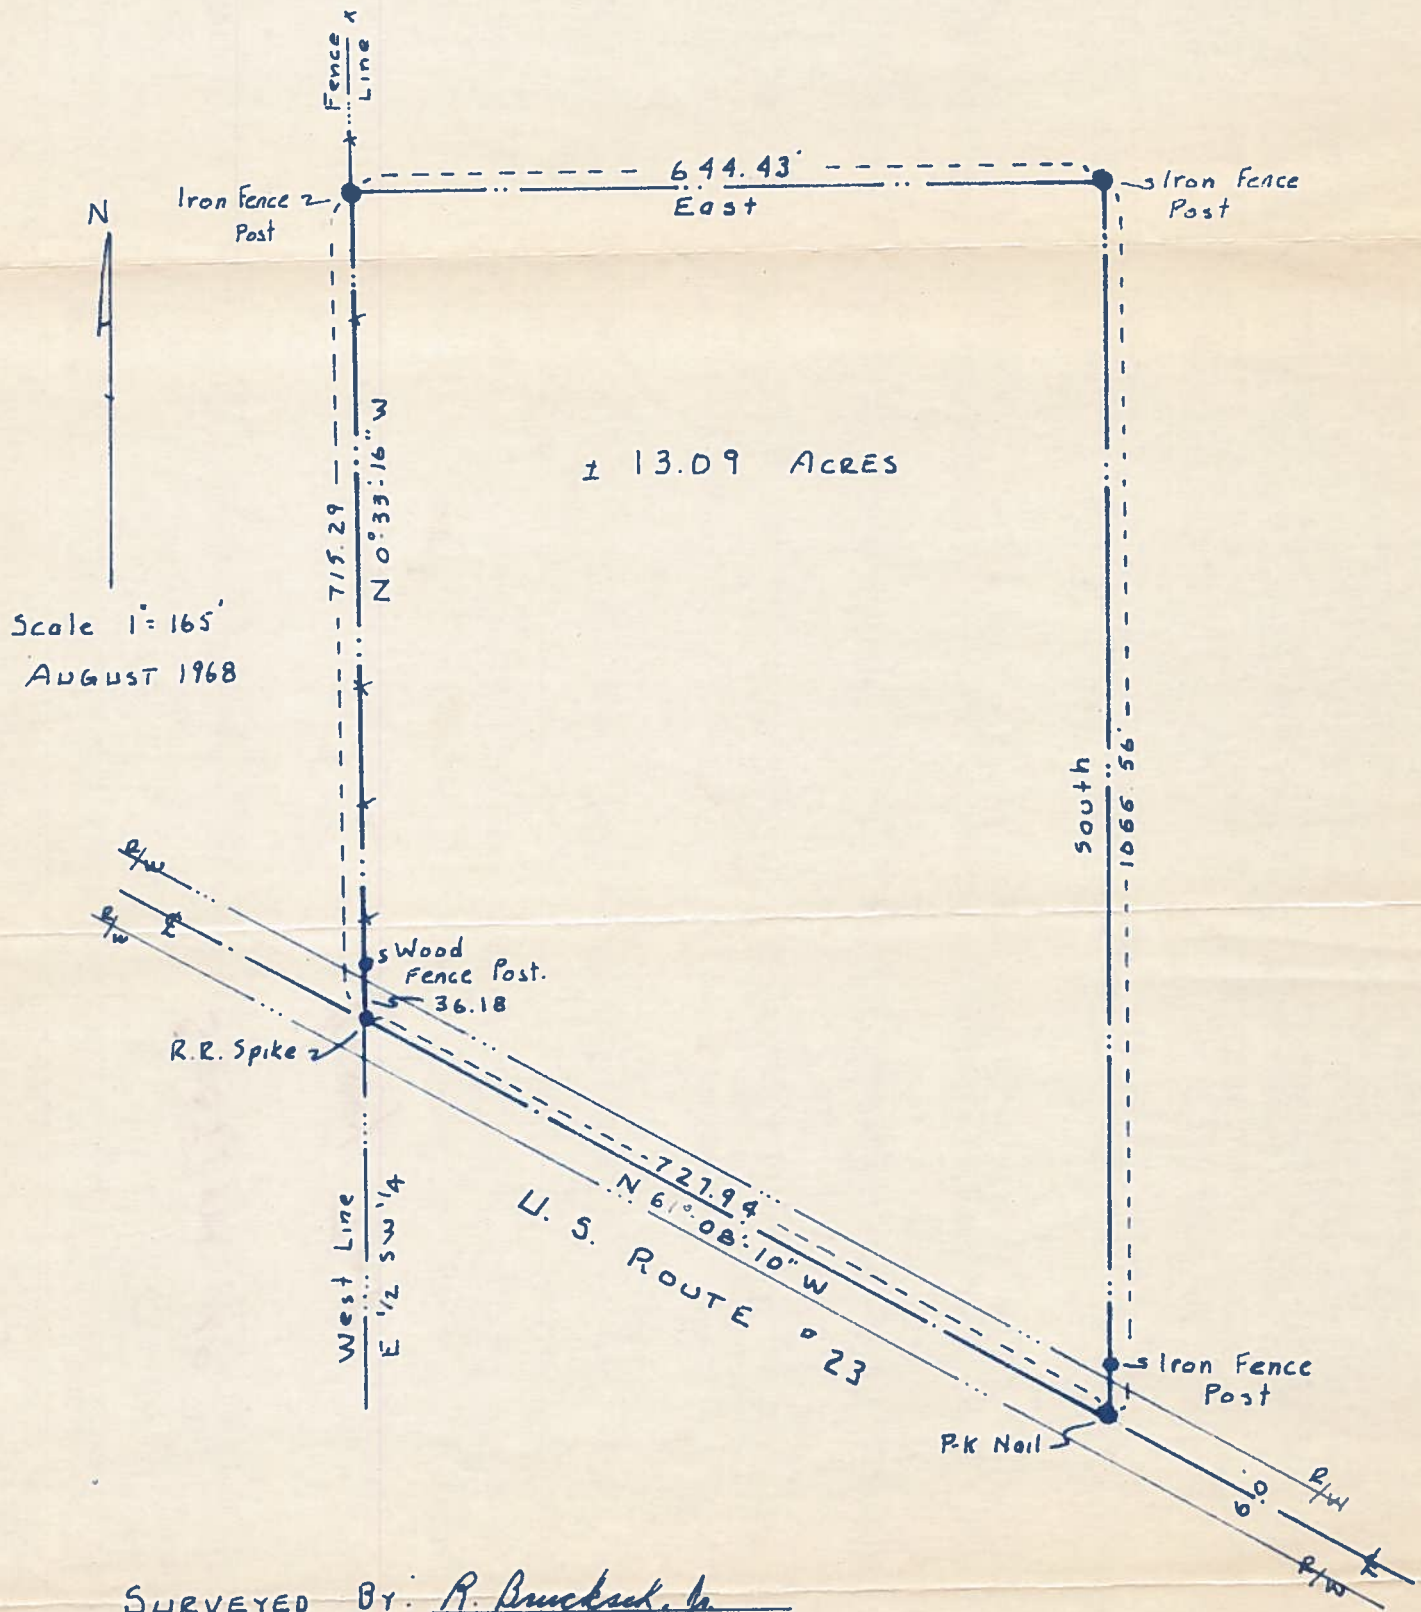 Fence
Line
644.43'
East
Iron Fence
Post
Iron Fence
Post
N
± 13.09 ACRES
715.29
N 0°-33'-16" W
Scale 1"= 165'
AUGUST 1968
South
1066.56'
R/W
℄
R/W
Wood
Fence Post.
36.18
R.R. Spike
727.94
N 61°-08'-10" W
U. S. ROUTE # 23
West Line
E 1/2 SW 1/4
Iron Fence
Post
P-K Nail
60'
R/W
℄
R/W
SURVEYED BY: